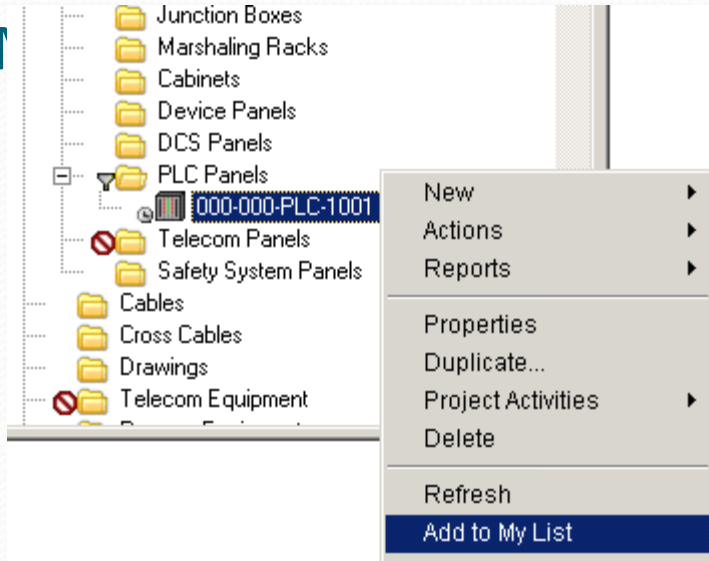 Junction Boxes
Marshaling Racks
Cabinets
Device Panels
DCS Panels
PLC Panels
000-000-PLC-1001
Telecom Panels
Safety System Panels
Cables
Cross Cables
Drawings
Telecom Equipment
New
Actions
Reports
Properties
Duplicate...
Project Activities
Delete
Refresh
Add to My List